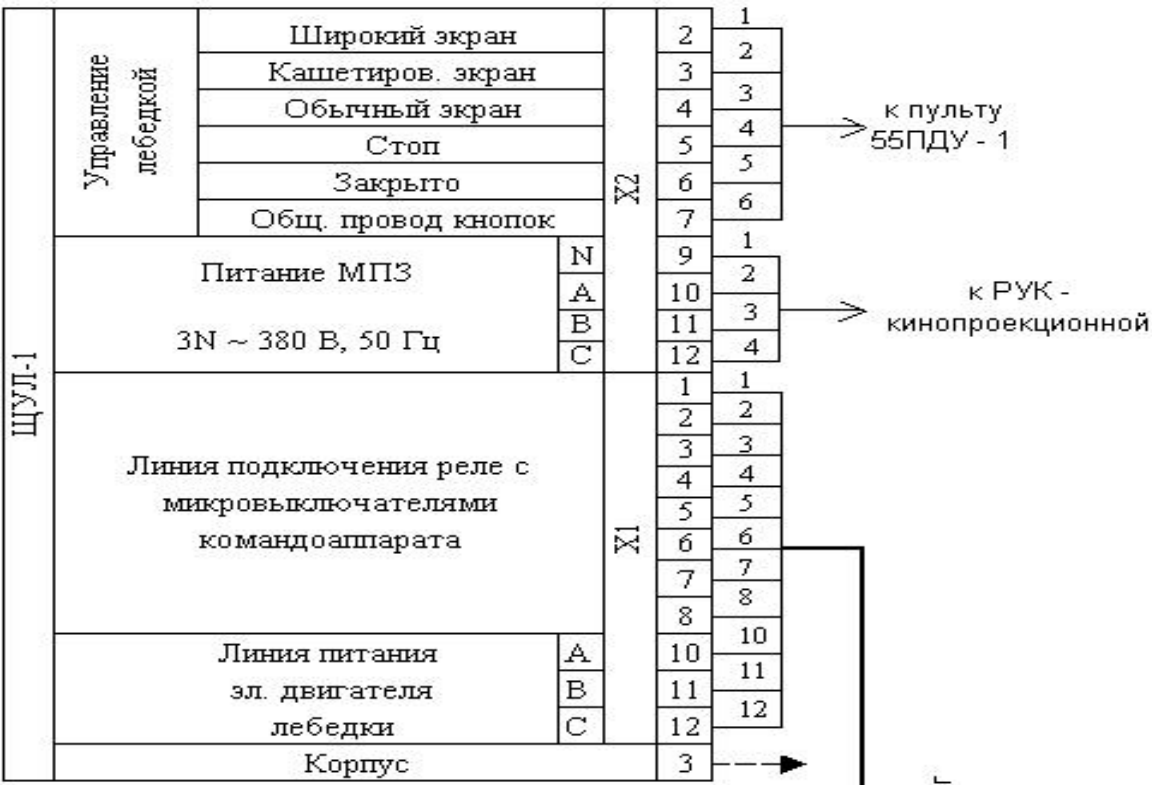 ЩУЛ-1
Управление
лебедкой
Широкий экран
Кашетиров. экран
Обычный экран
Стоп
Закрыто
Общ. провод кнопок
X2
2
3
4
5
6
7
9
10
11
12
1
2
3
4
5
6
к пульту
55ПДУ - 1
Питание МПЗ
3N ~ 380 В, 50 Гц
N
A
B
C
1
2
3
4
к РУК -
кинопроекционной
Линия подключения реле с
микровыключателями
командоаппарата
X1
1
2
3
4
5
6
7
8
10
11
12
1
2
3
4
5
6
7
8
10
11
12
Линия питания
эл. двигателя
лебедки
A
B
C
Корпус
3